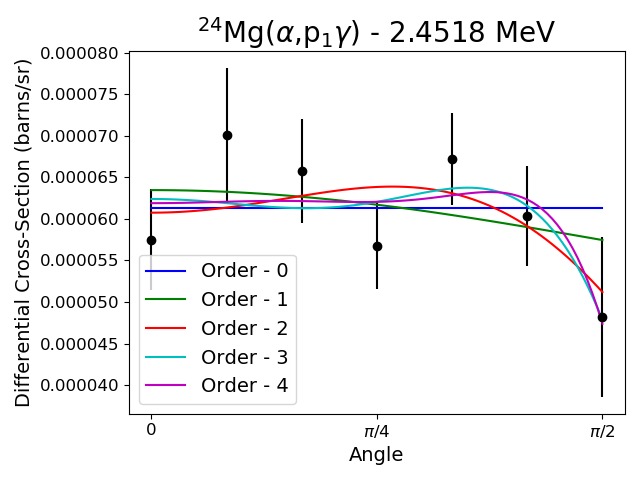 ²⁴Mg(α,p₁γ) - 2.4518 MeV
Differential Cross-Section (barns/sr)
0.000080
0.000075
0.000070
0.000065
0.000060
0.000055
0.000050
0.000045
0.000040
Order - 0
Order - 1
Order - 2
Order - 3
Order - 4
0
π/4
π/2
Angle